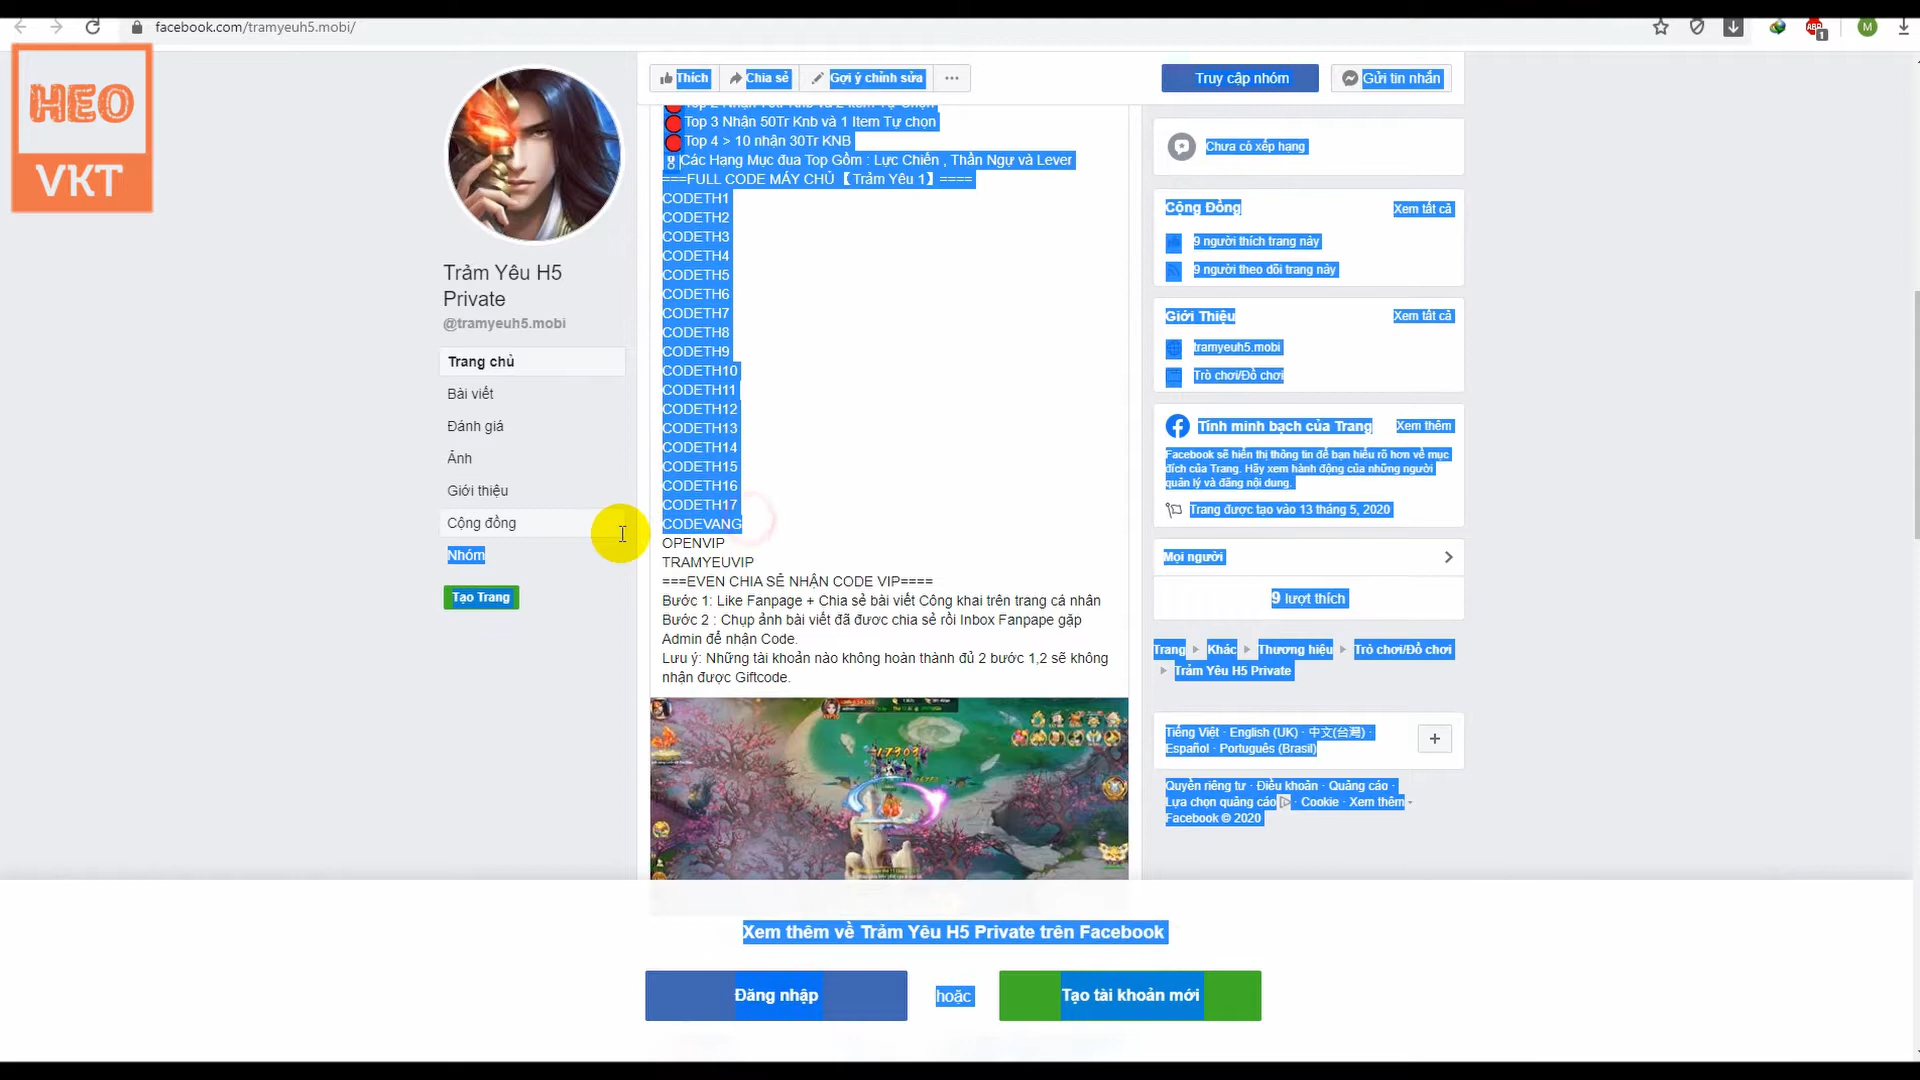 facebook.com/tramyeuh5.mobi/
M
HEO
VKT
Thích
Chia sẻ
Gợi ý chỉnh sửa
Truy cập nhóm
Gửi tin nhắn
Trảm Yêu H5
Private
@tramyeuh5.mobi
Trang chủ
Bài viết
Đánh giá
Ảnh
Giới thiệu
Cộng đồng
Nhóm
Tạo Trang
Top 3 Nhận 50Tr Knb và 1 Item Tự chọn
Top 4 > 10 nhận 30Tr KNB
Các Hạng Mục đua Top Gồm : Lực Chiến , Thần Ngự và Lever
===FULL CODE MÁY CHỦ【Trảm Yêu 1】====
CODETH1
CODETH2
CODETH3
CODETH4
CODETH5
CODETH6
CODETH7
CODETH8
CODETH9
CODETH10
CODETH11
CODETH12
CODETH13
CODETH14
CODETH15
CODETH16
CODETH17
CODEVANG
OPENVIP
TRAMYEUVIP
===EVEN CHIA SẺ NHẬN CODE VIP====
Bước 1: Like Fanpage + Chia sẻ bài viết Công khai trên trang cá nhân
Bước 2 : Chụp ảnh bài viết đã đươc chia sẻ rồi Inbox Fanpape gặp
Admin để nhận Code.
Lưu ý: Những tài khoản nào không hoàn thành đủ 2 bước 1,2 sẽ không
nhận được Giftcode.
Chưa có xếp hạng
Cộng Đồng
Xem tất cả
9 người thích trang này
9 người theo dõi trang này
Giới Thiệu
Xem tất cả
tramyeuh5.mobi
Trò chơi/Đồ chơi
Tính minh bạch của Trang
Xem thêm
Facebook sẽ hiển thị thông tin để bạn hiểu rõ hơn về mục
đích của Trang. Hãy xem hành động của những người
quản lý và đăng nội dung.
Trang được tạo vào 13 tháng 5, 2020
Mọi người
9 lượt thích
Trang
Khác
Thương hiệu
Trò chơi/Đồ chơi
Trảm Yêu H5 Private
Tiếng Việt · English (UK) · 中文(台灣) ·
Español · Português (Brasil)
Quyền riêng tư · Điều khoản · Quảng cáo ·
Lựa chọn quảng cáo · Cookie · Xem thêm
Facebook © 2020
Xem thêm về Trảm Yêu H5 Private trên Facebook
Đăng nhập
hoặc
Tạo tài khoản mới